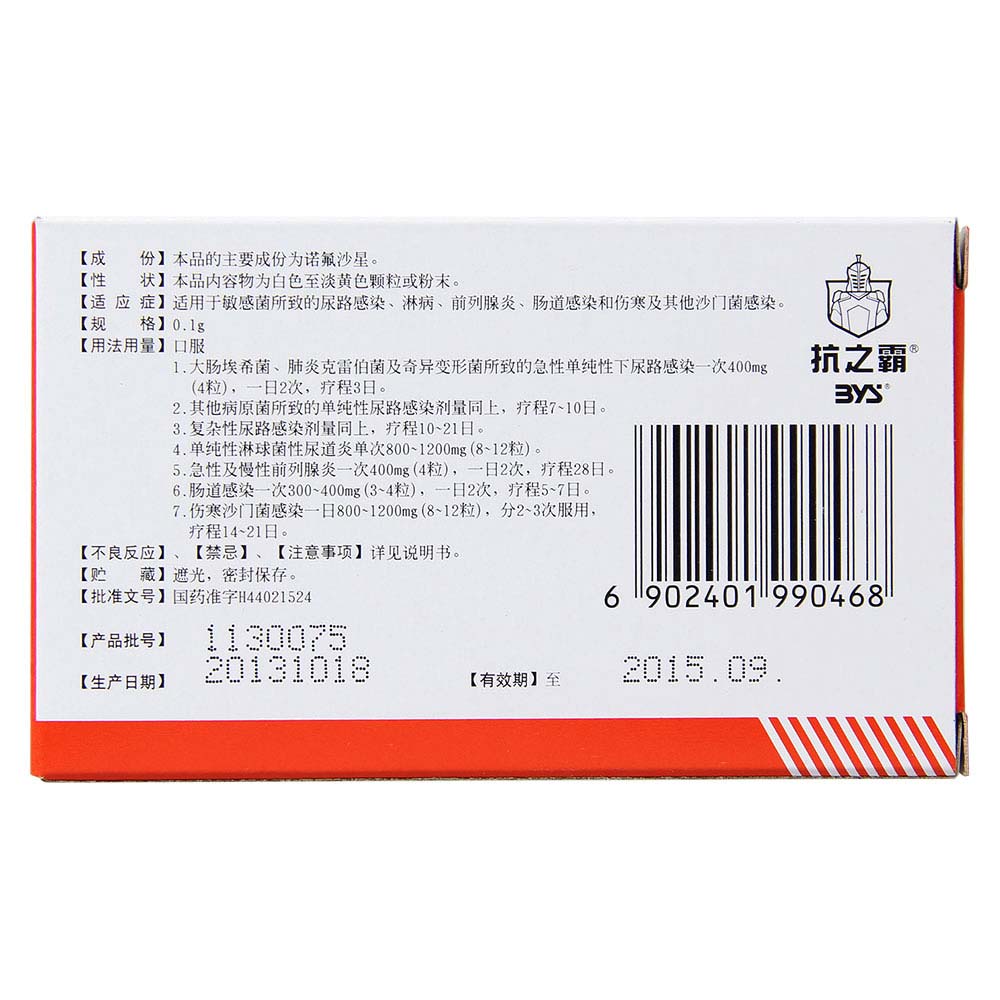 【成　份】本品的主要成份为诺氟沙星。
【性　状】本品内容物为白色至淡黄色颗粒或粉末。
【适 应 症】适用于敏感菌所致的尿路感染、淋病、前列腺炎、肠道感染和伤寒及其他沙门菌感染。
【规　格】0.1g
【用法用量】口服
1.大肠埃希菌、肺炎克雷伯菌及奇异变形菌所致的急性单纯性下尿路感染一次400mg
(4粒)，一日2次，疗程3日。
2.其他病原菌所致的单纯性尿路感染剂量同上，疗程7~10日。
3.复杂性尿路感染剂量同上，疗程10~21日。
4.单纯性淋球菌性尿道炎单次800~1200mg(8~12粒)。
5.急性及慢性前列腺炎一次400mg(4粒)，一日2次，疗程28日。
6.肠道感染一次300~400mg(3~4粒)，一日2次，疗程5~7日。
7.伤寒沙门菌感染一日800~1200mg(8~12粒)，分2~3次服用，
疗程14~21日。
【不良反应】、【禁忌】、【注意事项】详见说明书。
【贮　藏】遮光，密封保存。
【批准文号】国药准字H44021524
【产品批号】 1130075
【生产日期】 20131018 【有效期】至 2015.09.
抗之霸®
BYS®
6 902401 990468